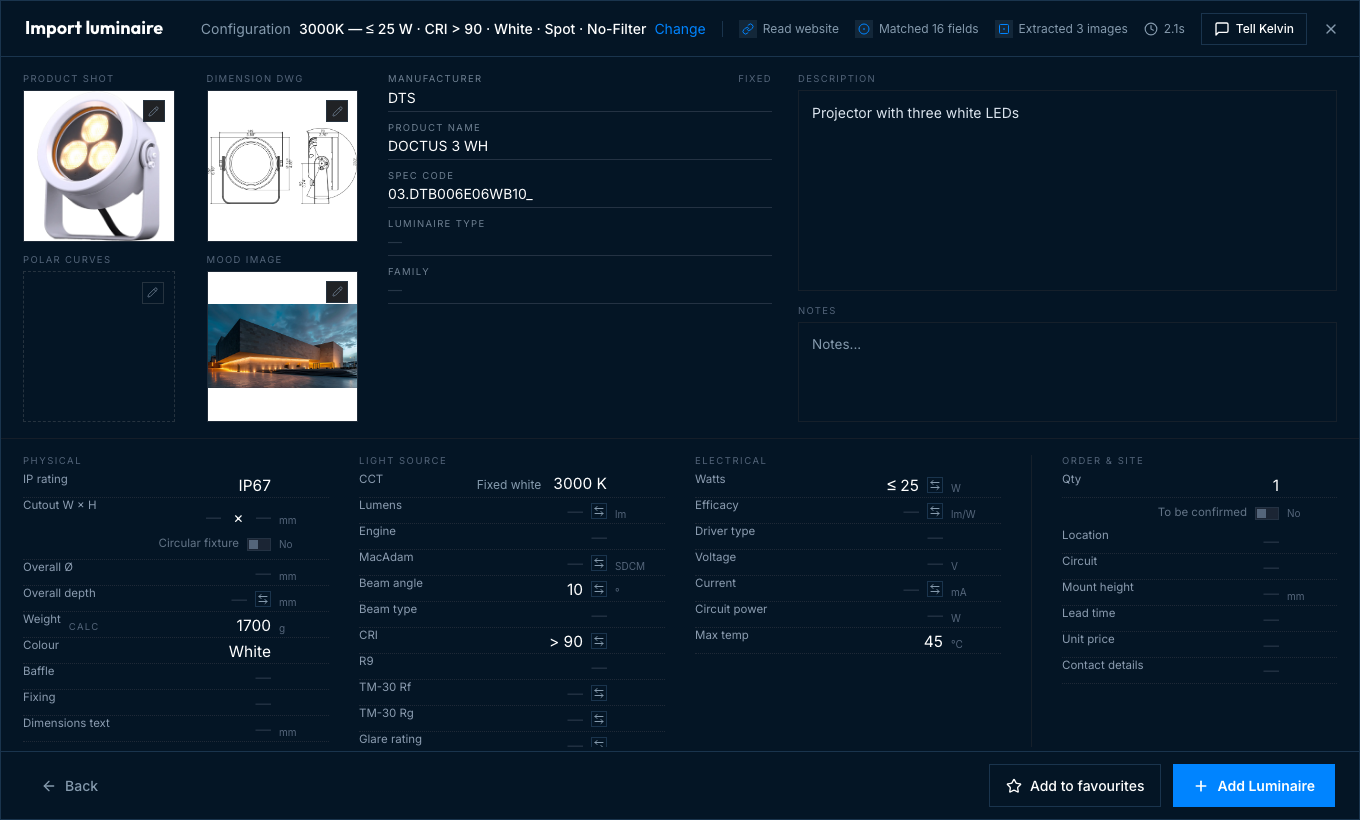 Import luminaire
Configuration 3000K — ≤ 25 W · CRI > 90 · White · Spot · No-Filter Change
Read website
Matched 16 fields
Extracted 3 images
2.1s
Tell Kelvin
PRODUCT SHOT
DIMENSION DWG
POLAR CURVES
MOOD IMAGE
MANUFACTURER
FIXED
DTS
PRODUCT NAME
DOCTUS 3 WH
SPEC CODE
03.DTB006E06WB10_
LUMINAIRE TYPE
—
FAMILY
—
DESCRIPTION
Projector with three white LEDs
NOTES
Notes...
PHYSICAL
IP rating IP67
Cutout W × H
— × — mm
Circular fixture No
Overall Ø — mm
Overall depth — mm
Weight CALC 1700 g
Colour White
Baffle —
Fixing —
Dimensions text — mm
LIGHT SOURCE
CCT Fixed white 3000 K
Lumens — lm
Engine —
MacAdam — SDCM
Beam angle 10 °
Beam type —
CRI > 90
R9 —
TM-30 Rf —
TM-30 Rg —
Glare rating —
ELECTRICAL
Watts ≤ 25 W
Efficacy — lm/W
Driver type —
Voltage — V
Current — mA
Circuit power — W
Max temp 45 °C
ORDER & SITE
Qty 1
To be confirmed No
Location —
Circuit —
Mount height — mm
Lead time —
Unit price —
Contact details —
Back
Add to favourites
Add Luminaire